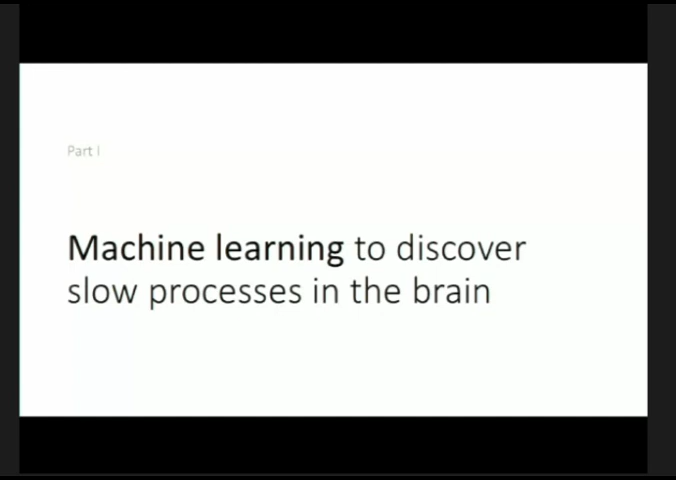 Part I
Machine learning to discover
slow processes in the brain